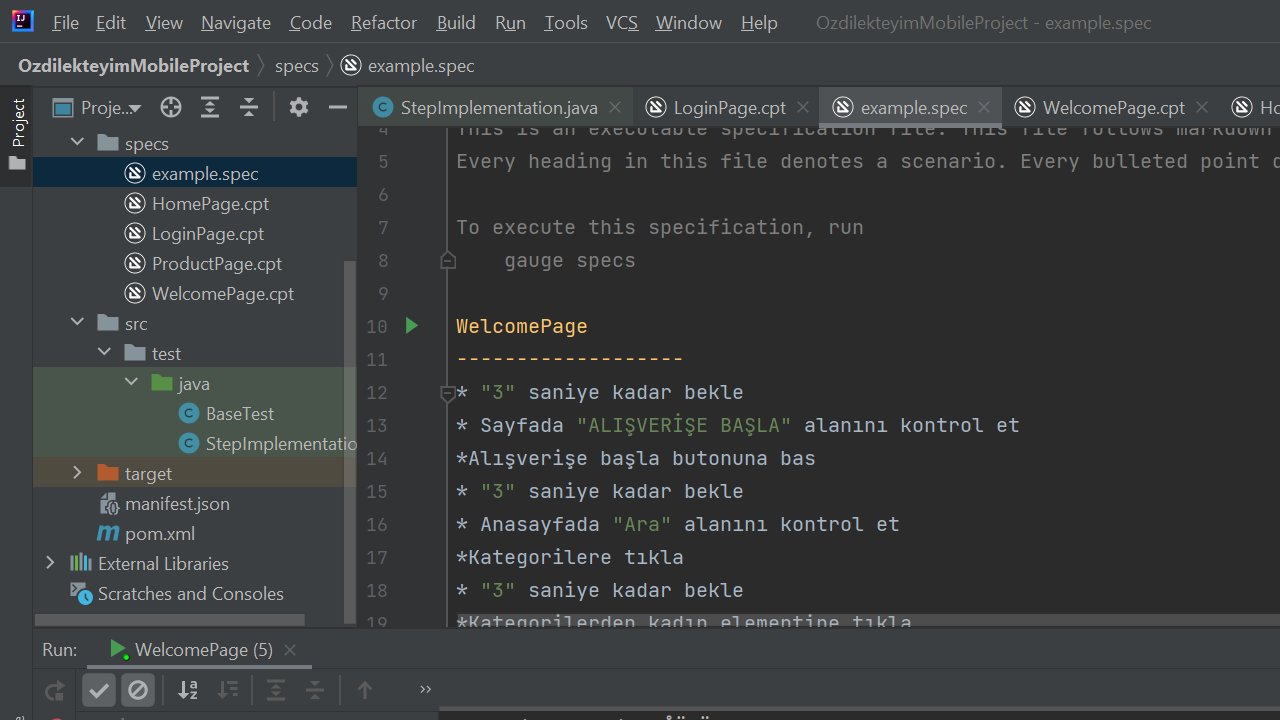 File Edit View Navigate Code Refactor Build Run Tools VCS Window Help OzdilekteyimMobileProject - example.spec
OzdilekteyimMobileProject specs example.spec
Project
Proje...
specs
example.spec
HomePage.cpt
LoginPage.cpt
ProductPage.cpt
WelcomePage.cpt
src
test
java
BaseTest
StepImplementatio
target
manifest.json
pom.xml
External Libraries
Scratches and Consoles
StepImplementation.java LoginPage.cpt example.spec WelcomePage.cpt Ho
4 This is an executable specification file. This file follows markdown
5 Every heading in this file denotes a scenario. Every bulleted point
6
7 To execute this specification, run
8 gauge specs
9
10 WelcomePage
11 -------------------
12 * "3" saniye kadar bekle
13 * Sayfada "ALIŞVERİŞE BAŞLA" alanını kontrol et
14 *Alışverişe başla butonuna bas
15 * "3" saniye kadar bekle
16 * Anasayfada "Ara" alanını kontrol et
17 *Kategorilere tıkla
18 * "3" saniye kadar bekle
19 *Kategorilerden kadın elementine tıkla
Run: WelcomePage (5)